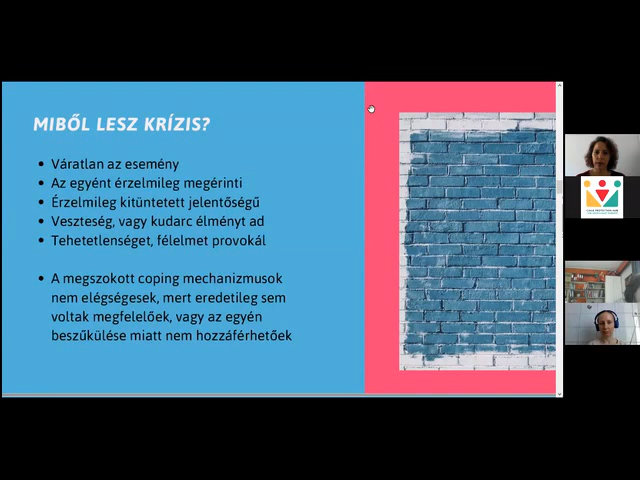 MIBŐL LESZ KRÍZIS?
• Váratlan az esemény
• Az egyént érzelmileg megérinti
• Érzelmileg kitüntetett jelentőségű
• Veszteség, vagy kudarc élményt ad
• Tehetetlenséget, félelmet provokál
• A megszokott coping mechanizmusok
nem elégségesek, mert eredetileg sem
voltak megfelelőek, vagy az egyén
beszűkülése miatt nem hozzáférhetőek